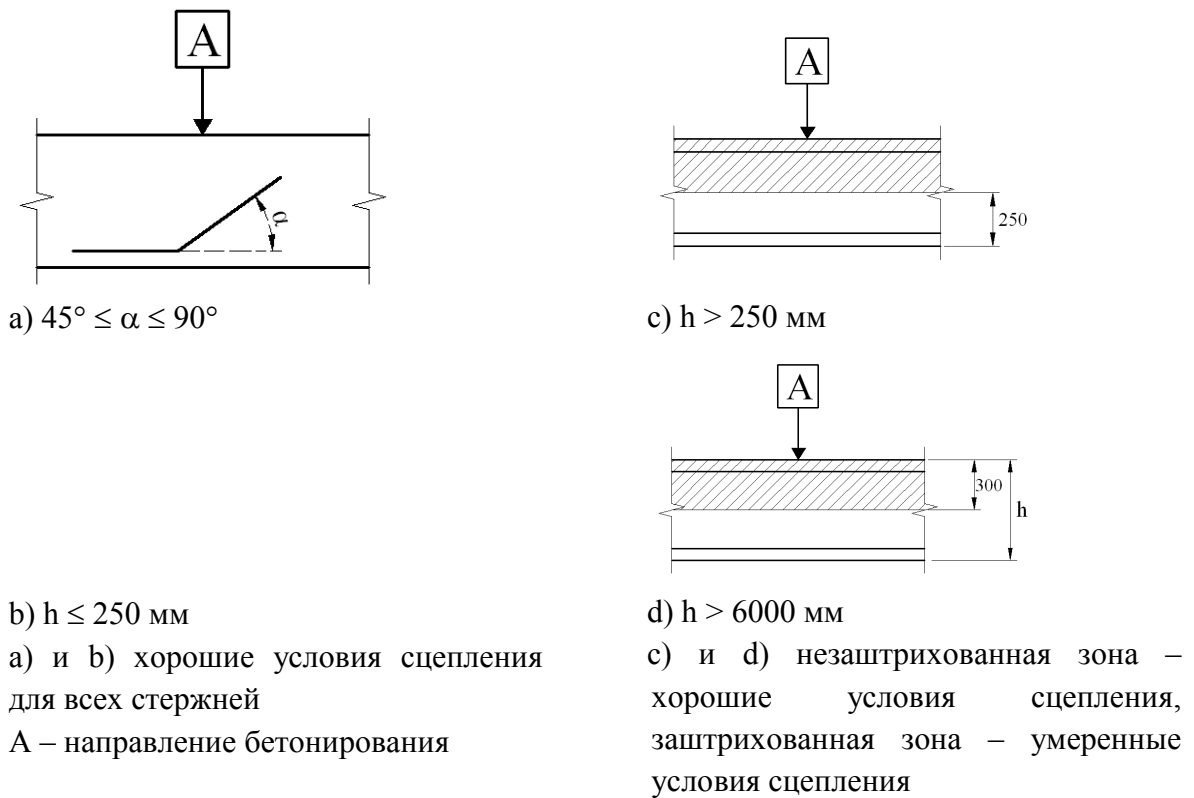 A
α
а) 45° ≤ α ≤ 90°
b) h ≤ 250 мм
a) и b) хорошие условия сцепления
для всех стержней
А – направление бетонирования
A
250
c) h > 250 мм
A
300
h
d) h > 6000 мм
c) и d) незаштрихованная зона –
хорошие условия сцепления,
заштрихованная зона – умеренные
условия сцепления